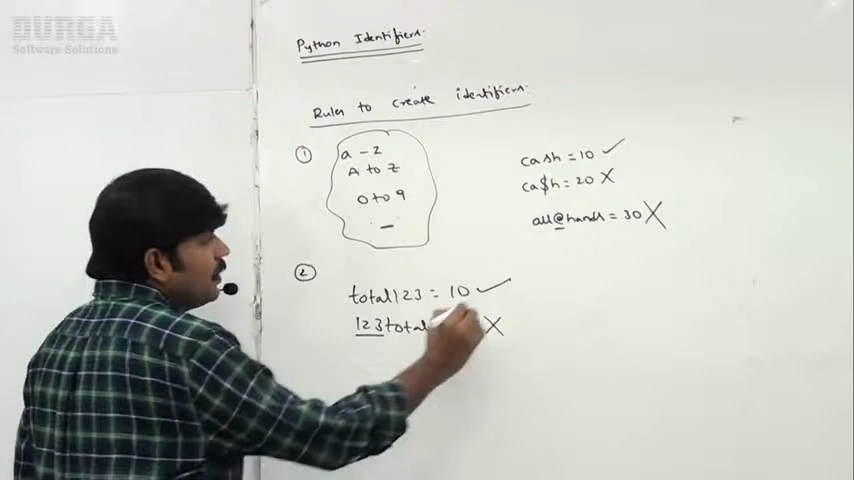 DURGA
Software Solutions
Python Identifiers:
Rules to create identifiers:
① a - z
A to Z
0 to 9
_
cash = 10 ✓
ca$h = 20 X
all@hands = 30 X
②
total123 = 10 ✓
123total X